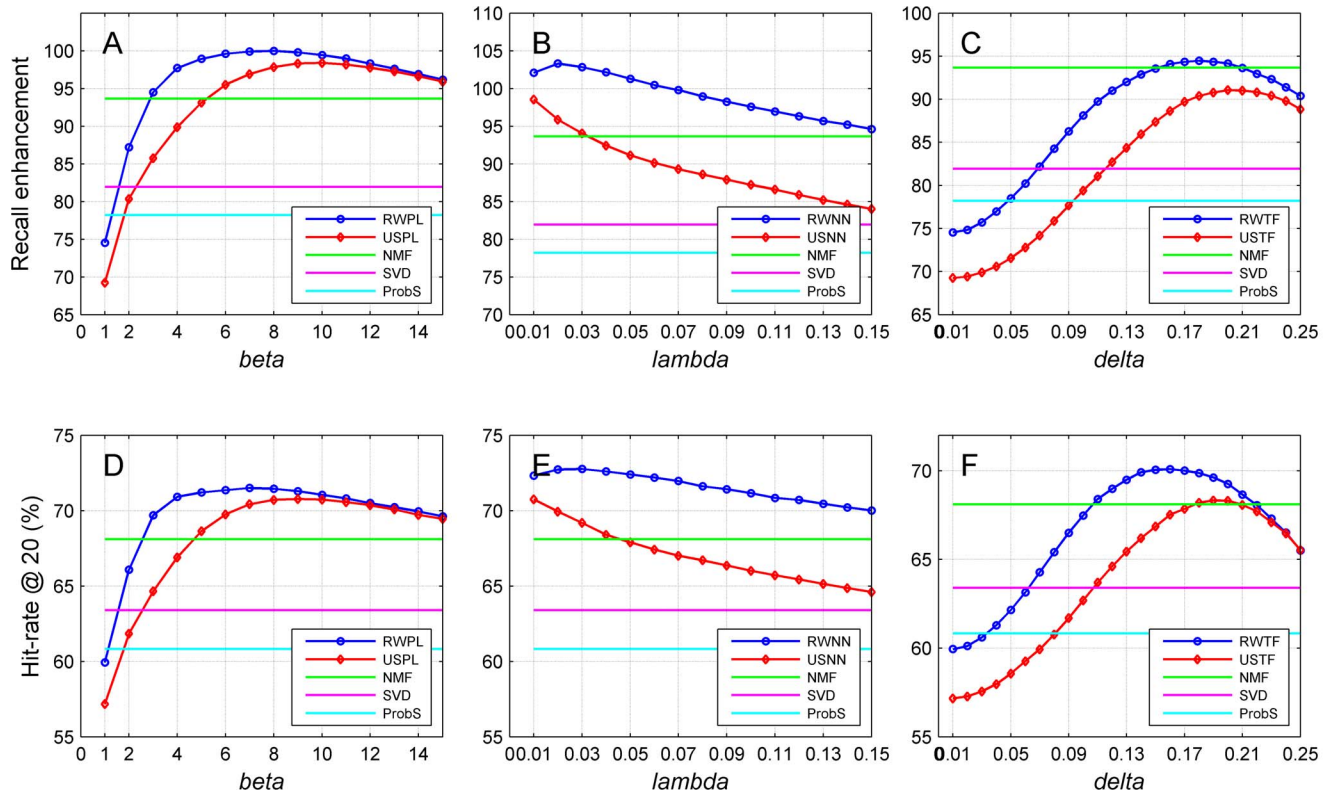 A
Recall enhancement
100
95
90
85
80
75
70
65
0 1 2 4 6 8 10 12 14
beta
RWPL
USPL
NMF
SVD
ProbS
B
110
105
100
95
90
85
80
75
70
0 0.01 0.03 0.05 0.07 0.09 0.11 0.13 0.15
lambda
RWNN
USNN
NMF
SVD
ProbS
C
100
95
90
85
80
75
70
65
0 0.01 0.05 0.09 0.13 0.17 0.21 0.25
delta
RWTF
USTF
NMF
SVD
ProbS
D
Hit-rate @ 20 (%)
75
70
65
60
55
0 1 2 4 6 8 10 12 14
beta
RWPL
USPL
NMF
SVD
ProbS
E
75
70
65
60
55
0 0.01 0.03 0.05 0.07 0.09 0.11 0.13 0.15
lambda
RWNN
USNN
NMF
SVD
ProbS
F
70
65
60
55
0 0.01 0.05 0.09 0.13 0.17 0.21 0.25
delta
RWTF
USTF
NMF
SVD
ProbS